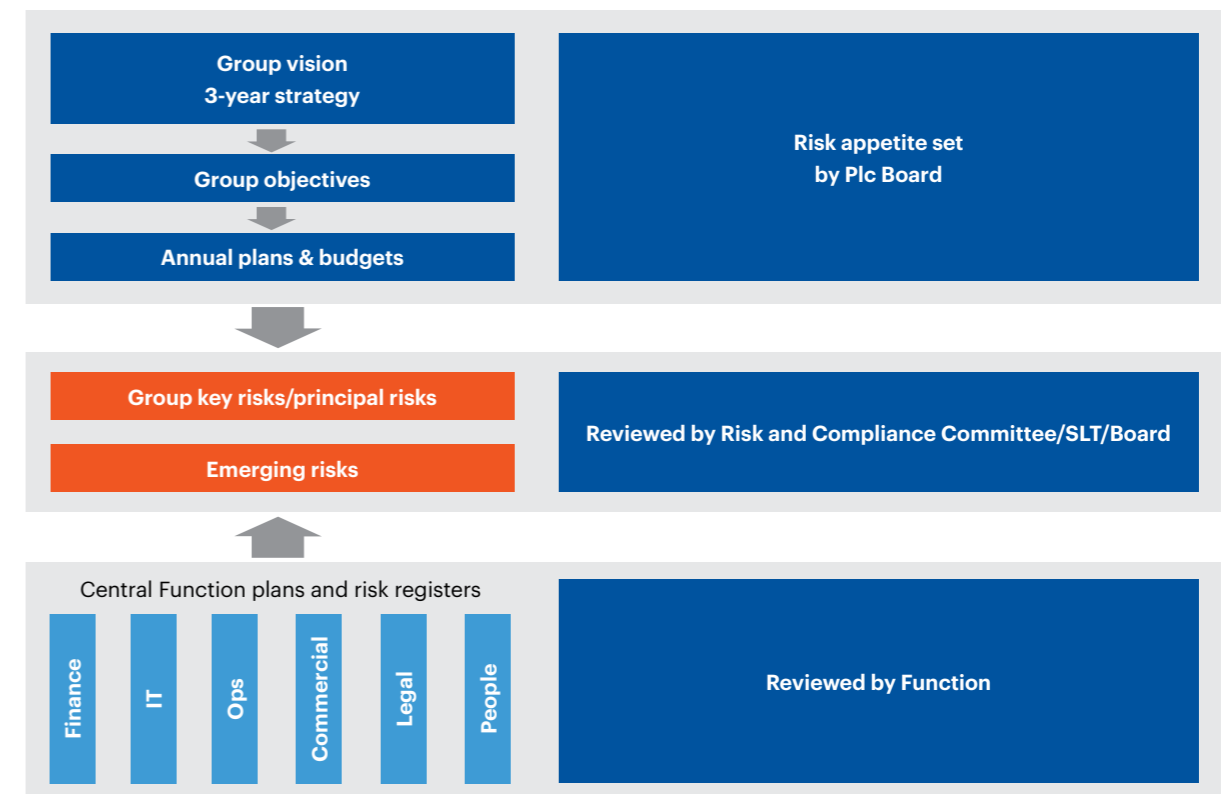 Group vision
3-year strategy
Group objectives
Annual plans & budgets
Risk appetite set
by Plc Board
Group key risks/principal risks
Emerging risks
Reviewed by Risk and Compliance Committee/SLT/Board
Central Function plans and risk registers
Finance
IT
Ops
Commercial
Legal
People
Reviewed by Function